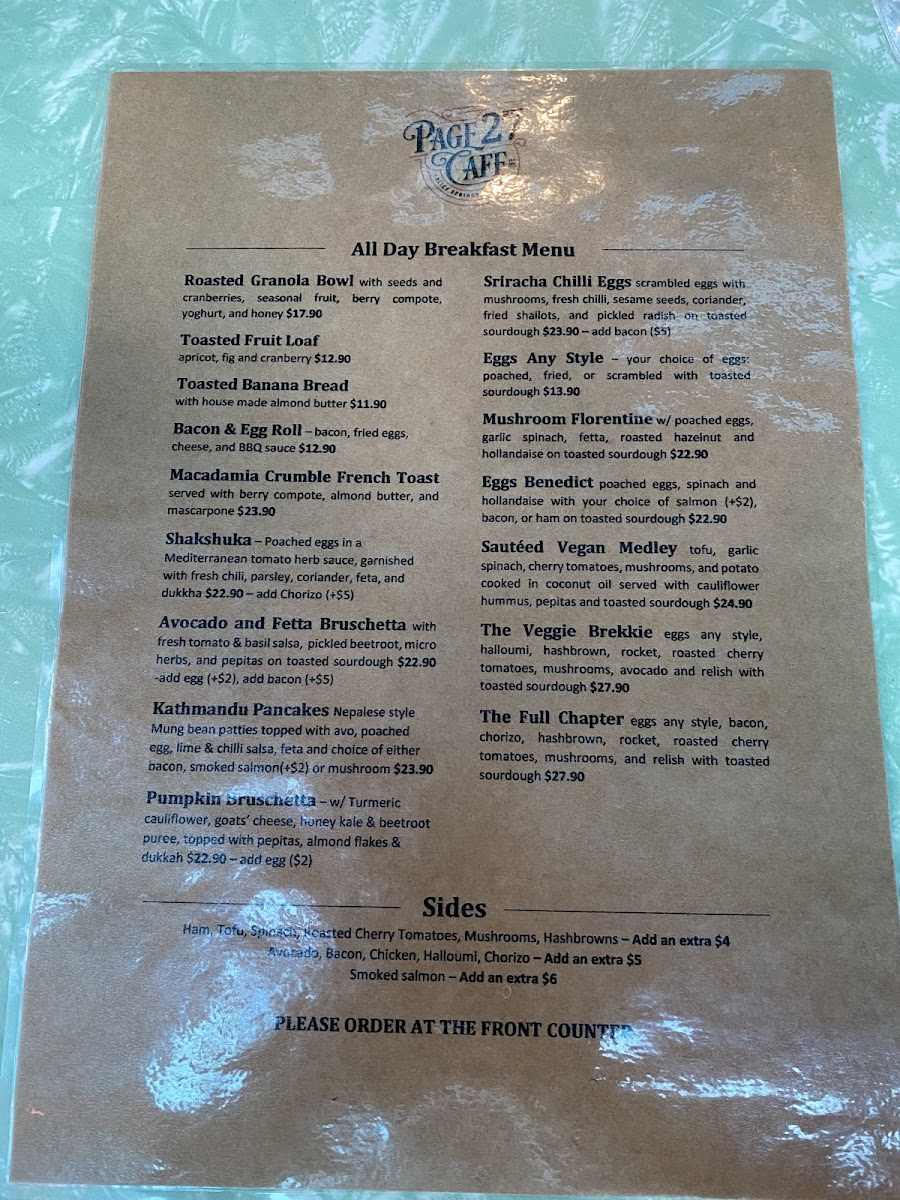 PAGE 27
CAFE
ALICE SPRINGS
All Day Breakfast Menu
Roasted Granola Bowl with seeds and
cranberries, seasonal fruit, berry compote,
yoghurt, and honey $17.90
Toasted Fruit Loaf
apricot, fig and cranberry $12.90
Toasted Banana Bread
with house made almond butter $11.90
Bacon & Egg Roll – bacon, fried eggs,
cheese, and BBQ sauce $12.90
Macadamia Crumble French Toast
served with berry compote, almond butter, and
mascarpone $23.90
Shakshuka – Poached eggs in a
Mediterranean tomato herb sauce, garnished
with fresh chili, parsley, coriander, feta, and
dukkha $22.90 – add Chorizo (+$5)
Avocado and Fetta Bruschetta with
fresh tomato & basil salsa, pickled beetroot, micro
herbs, and pepitas on toasted sourdough $22.90
-add egg (+$2), add bacon (+$5)
Kathmandu Pancakes Nepalese style
Mung bean patties topped with avo, poached
egg, lime & chilli salsa, feta and choice of either
bacon, smoked salmon(+$2) or mushroom $23.90
Pumpkin Bruschetta – w/ Turmeric
cauliflower, goats' cheese, honey kale & beetroot
puree, topped with pepitas, almond flakes &
dukkah $22.90 – add egg ($2)
Sriracha Chilli Eggs scrambled eggs with
mushrooms, fresh chilli, sesame seeds, coriander,
fried shallots, and pickled radish on toasted
sourdough $23.90 – add bacon ($5)
Eggs Any Style – your choice of eggs:
poached, fried, or scrambled with toasted
sourdough $13.90
Mushroom Florentine w/ poached eggs,
garlic spinach, fetta, roasted hazelnut and
hollandaise on toasted sourdough $22.90
Eggs Benedict poached eggs, spinach and
hollandaise with your choice of salmon (+$2),
bacon, or ham on toasted sourdough $22.90
Sautéed Vegan Medley tofu, garlic
spinach, cherry tomatoes, mushrooms, and potato
cooked in coconut oil served with cauliflower
hummus, pepitas and toasted sourdough $24.90
The Veggie Brekkie eggs any style,
halloumi, hashbrown, rocket, roasted cherry
tomatoes, mushrooms, avocado and relish with
toasted sourdough $27.90
The Full Chapter eggs any style, bacon,
chorizo, hashbrown, rocket, roasted cherry
tomatoes, mushrooms, and relish with toasted
sourdough $27.90
Sides
Ham, Tofu, Spinach, Roasted Cherry Tomatoes, Mushrooms, Hashbrowns – Add an extra $4
Avocado, Bacon, Chicken, Halloumi, Chorizo – Add an extra $5
Smoked salmon – Add an extra $6
PLEASE ORDER AT THE FRONT COUNTER